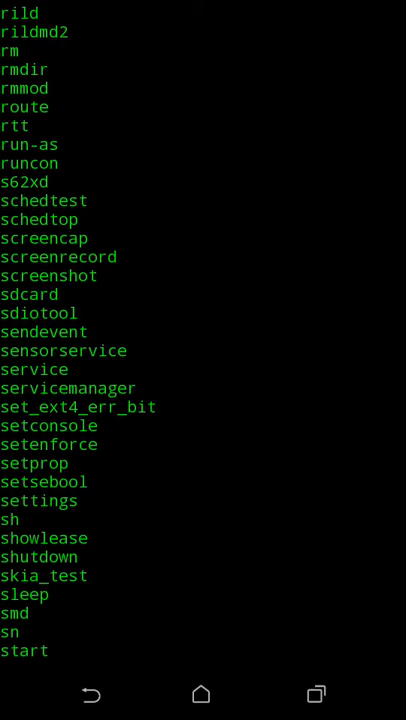 rild
rildmd2
rm
rmdir
rmmod
route
rtt
run-as
runcon
s62xd
schedtest
schedtop
screencap
screenrecord
screenshot
sdcard
sdiotool
sendevent
sensorservice
service
servicemanager
set_ext4_err_bit
setconsole
setenforce
setprop
setsebool
settings
sh
showlease
shutdown
skia_test
sleep
smd
sn
start